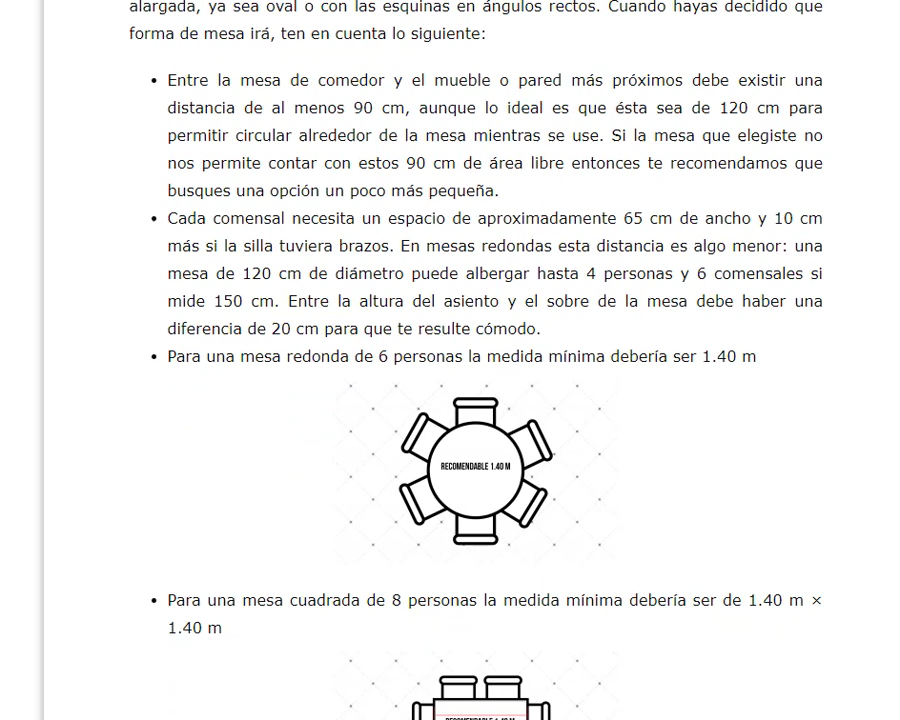 alargada, ya sea oval o con las esquinas en ángulos rectos. Cuando hayas decidido que
forma de mesa irá, ten en cuenta lo siguiente:
• Entre la mesa de comedor y el mueble o pared más próximos debe existir una
distancia de al menos 90 cm, aunque lo ideal es que ésta sea de 120 cm para
permitir circular alrededor de la mesa mientras se use. Si la mesa que elegiste no
nos permite contar con estos 90 cm de área libre entonces te recomendamos que
busques una opción un poco más pequeña.
• Cada comensal necesita un espacio de aproximadamente 65 cm de ancho y 10 cm
más si la silla tuviera brazos. En mesas redondas esta distancia es algo menor: una
mesa de 120 cm de diámetro puede albergar hasta 4 personas y 6 comensales si
mide 150 cm. Entre la altura del asiento y el sobre de la mesa debe haber una
diferencia de 20 cm para que te resulte cómodo.
• Para una mesa redonda de 6 personas la medida mínima debería ser 1.40 m
RECOMENDABLE 1.40 M
• Para una mesa cuadrada de 8 personas la medida mínima debería ser de 1.40 m ×
1.40 m